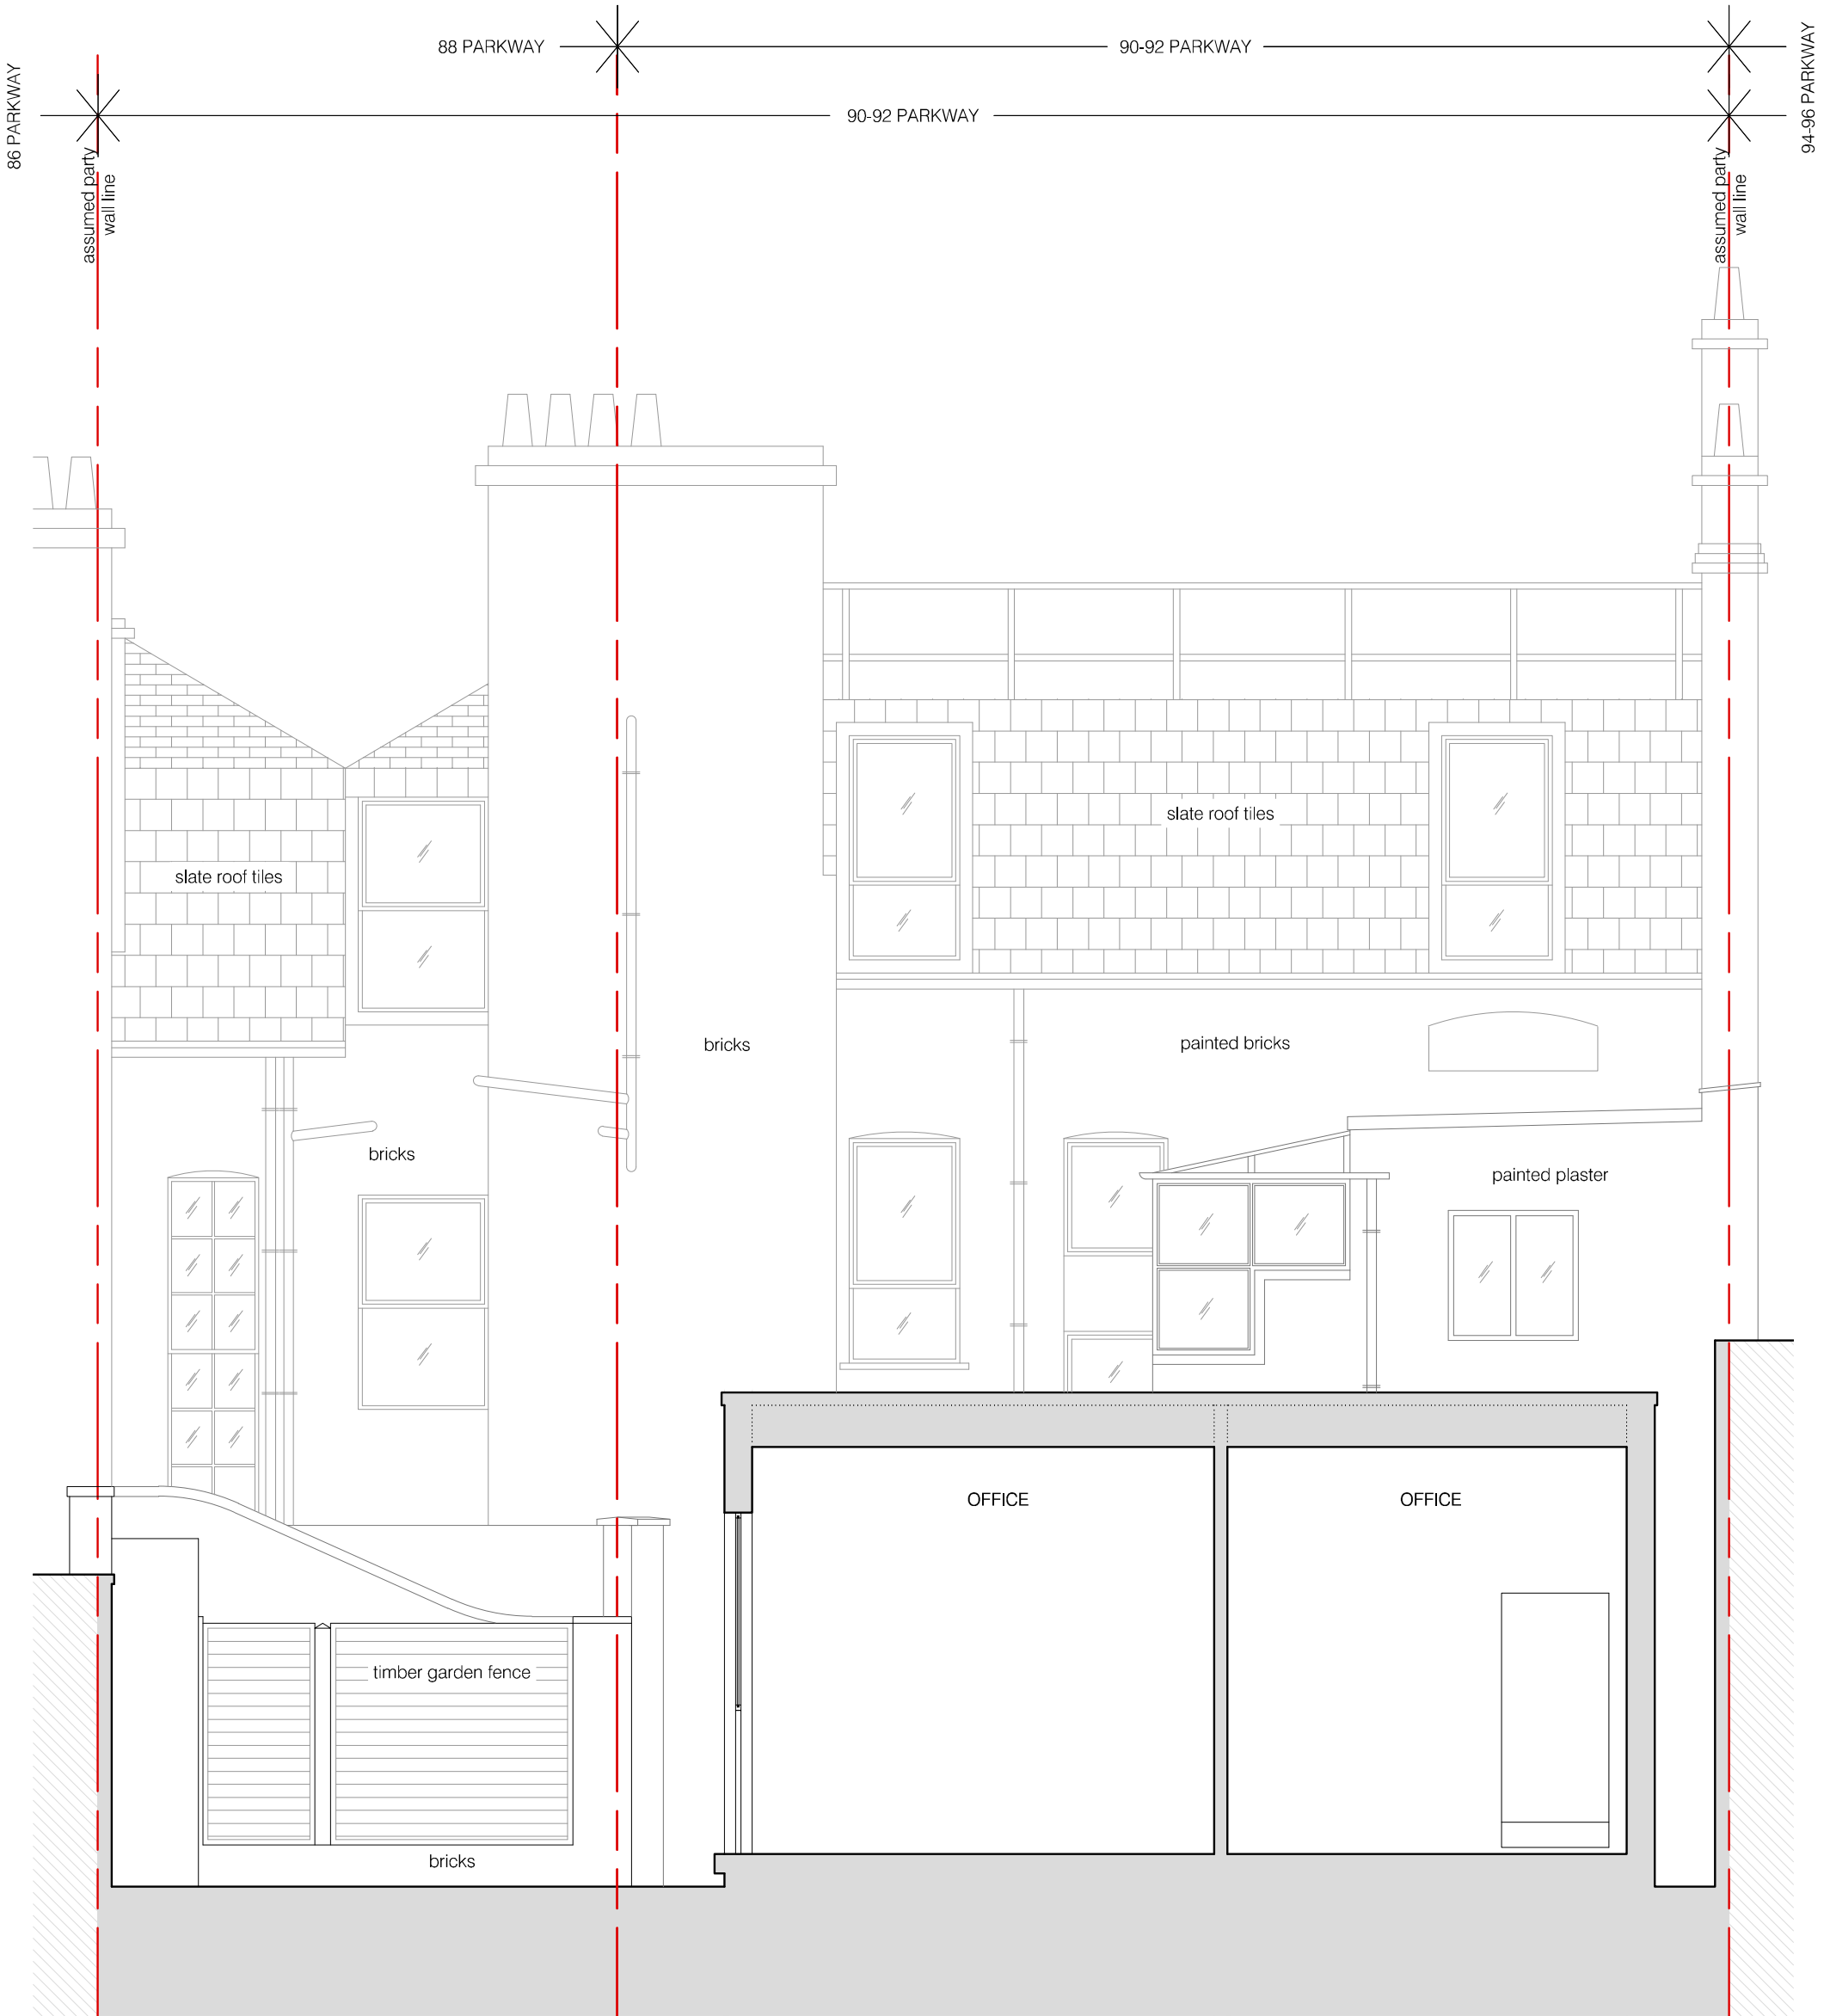 88 PARKWAY
90-92 PARKWAY
86 PARKWAY
90-92 PARKWAY
94-96 PARKWAY
assumed party
wall line
assumed party
wall line
slate roof tiles
slate roof tiles
bricks
painted bricks
bricks
painted plaster
OFFICE
OFFICE
timber garden fence
bricks